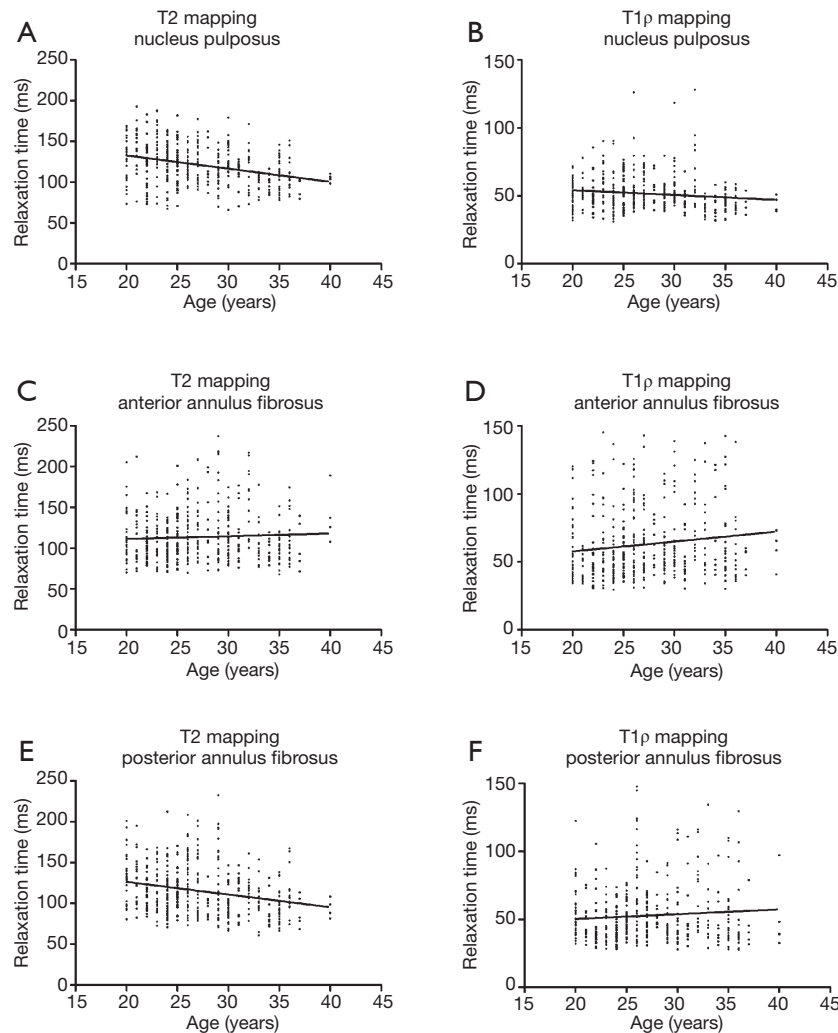 A
T2 mapping
nucleus pulposus
Relaxation time (ms)
250
200
150
100
50
0
15 20 25 30 35 40 45
Age (years)
B
T1ρ mapping
nucleus pulposus
Relaxation time (ms)
150
100
50
0
15 20 25 30 35 40 45
Age (years)
C
T2 mapping
anterior annulus fibrosus
Relaxation time (ms)
250
200
150
100
50
0
15 20 25 30 35 40 45
Age (years)
D
T1ρ mapping
anterior annulus fibrosus
Relaxation time (ms)
150
100
50
0
15 20 25 30 35 40 45
Age (years)
E
T2 mapping
posterior annulus fibrosus
Relaxation time (ms)
250
200
150
100
50
0
15 20 25 30 35 40 45
Age (years)
F
T1ρ mapping
posterior annulus fibrosus
Relaxation time (ms)
150
100
50
0
15 20 25 30 35 40 45
Age (years)